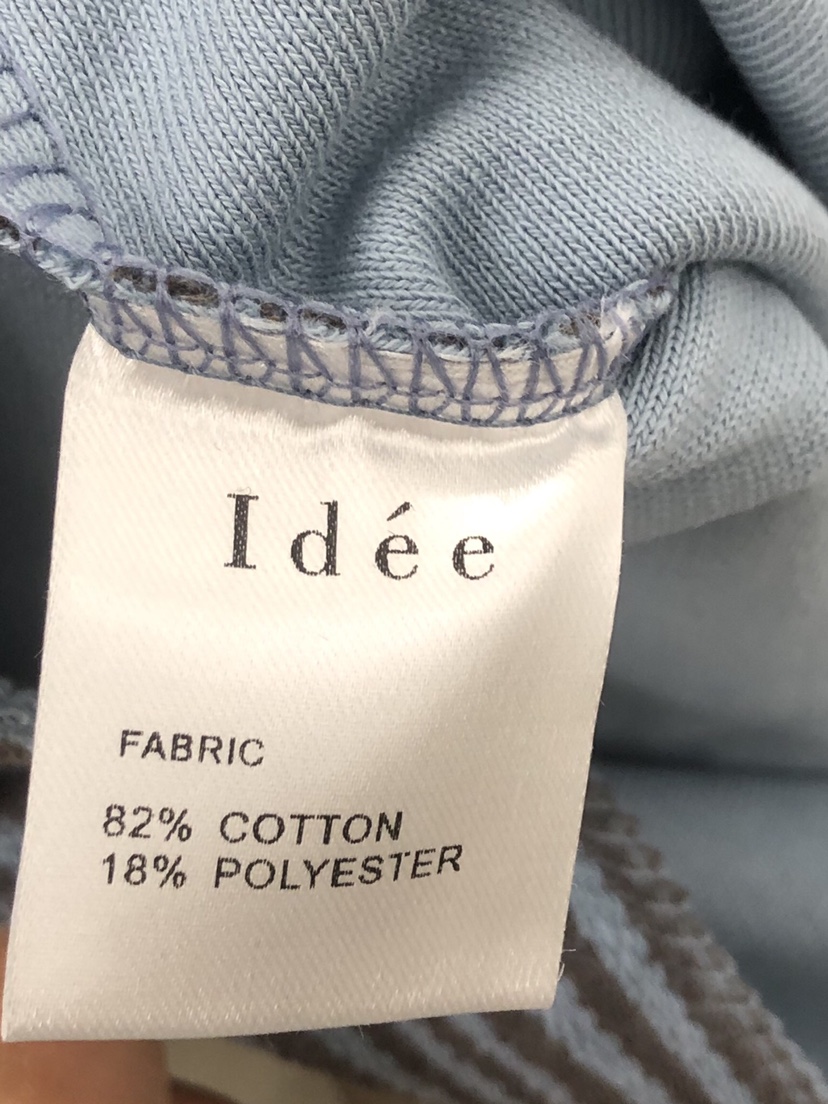 Idée
FABRIC
82% COTTON
18% POLYESTER